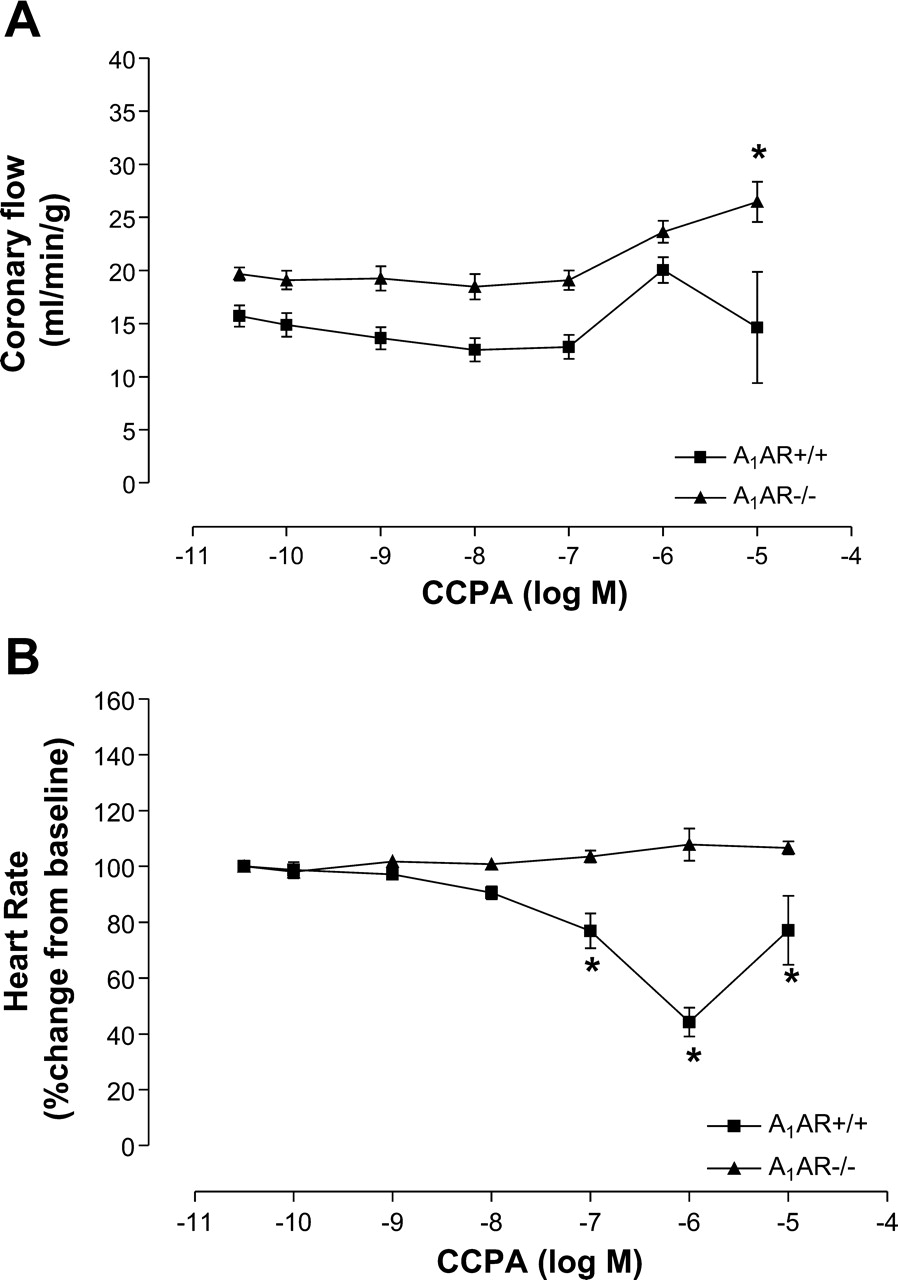 A
40
35
30
25
20
15
10
5
0
Coronary flow
(ml/min/g)
*
A1AR+/+
A1AR-/-
-11 -10 -9 -8 -7 -6 -5 -4
CCPA (log M)
B
160
140
120
100
80
60
40
20
0
Heart Rate
(%change from baseline)
*
*
*
A1AR+/+
A1AR-/-
-11 -10 -9 -8 -7 -6 -5 -4
CCPA (log M)